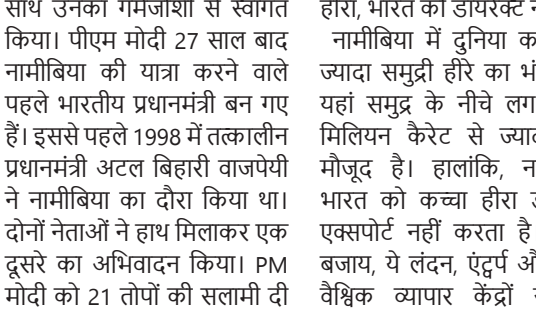 साथ उनका गर्मजोशी से स्वागत
किया। पीएम मोदी 27 साल बाद
नामीबिया की यात्रा करने वाले
पहले भारतीय प्रधानमंत्री बन गए
हैं। इससे पहले 1998 में तत्कालीन
प्रधानमंत्री अटल बिहारी वाजपेयी
ने नामीबिया का दौरा किया था।
दोनों नेताओं ने हाथ मिलाकर एक
दूसरे का अभिवादन किया। PM
मोदी को 21 तोपों की सलामी दी
हीरा, भारत को डायरेक्ट
नामीबिया में दुनिया
ज्यादा समुद्री हीरे का
यहां समुद्र के नीचे
मिलियन कैरेट से
मौजूद है। हालांकि,
भारत को कच्चा हीरा
एक्सपोर्ट नहीं करता है
बजाय, ये लंदन, एंटवर्प
वैश्विक व्यापार केंद्रों